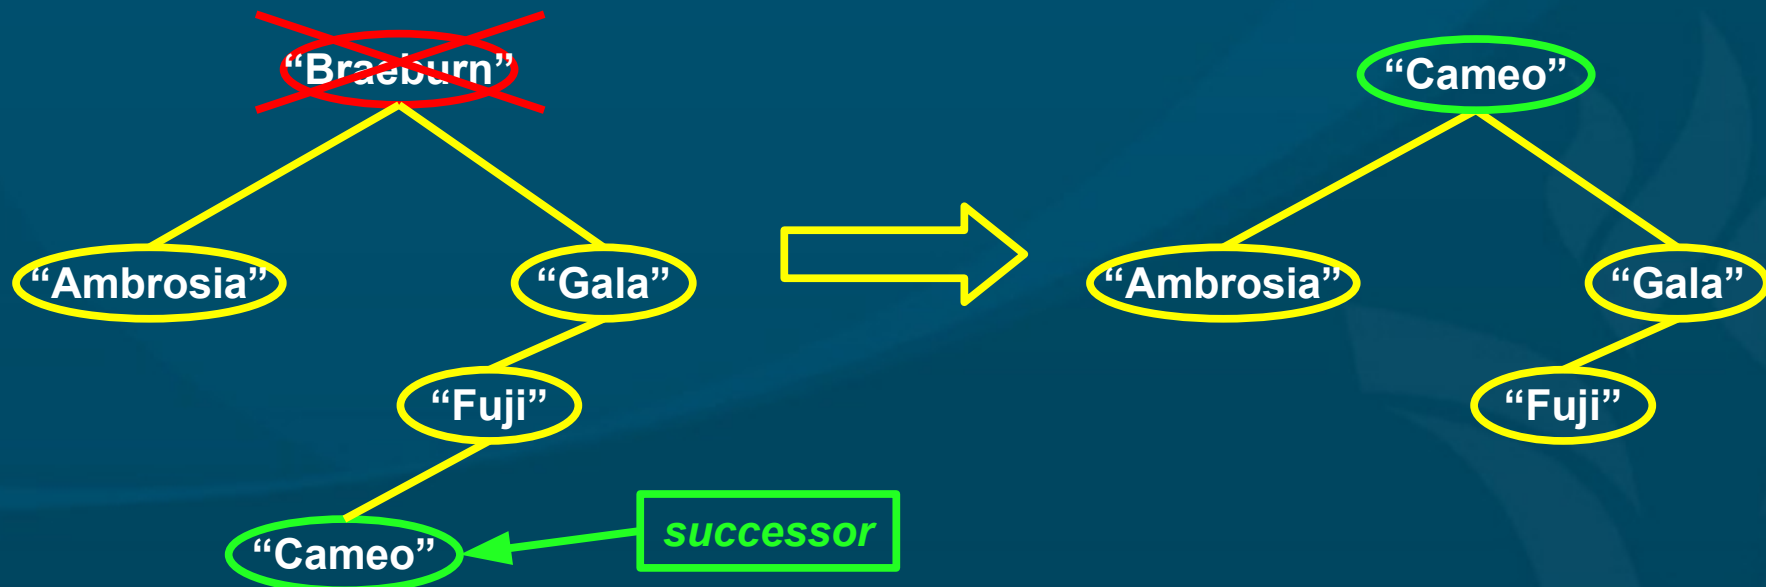 “Braeburn”
“Cameo”
“Ambrosia”
“Gala”
“Ambrosia”
“Gala”
“Fuji”
“Fuji”
successor
“Cameo”